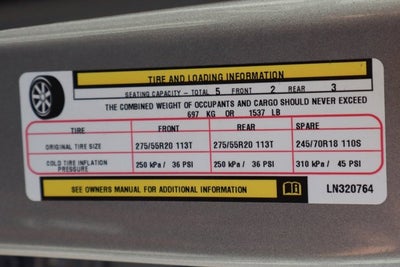 TIRE AND LOADING INFORMATION
SEATING CAPACITY - TOTAL 5 FRONT 2 REAR 3
THE COMBINED WEIGHT OF OCCUPANTS AND CARGO SHOULD NEVER EXCEED
697 KG OR 1537 LB
TIRE FRONT REAR SPARE
ORIGINAL TIRE SIZE 275/55R20 113T 275/55R20 113T 245/70R18 110S
COLD TIRE INFLATION PRESSURE 250 kPa / 36 PSI 250 kPa / 36 PSI 310 kPa / 45 PSI
SEE OWNERS MANUAL FOR ADDITIONAL INFORMATION LN320764